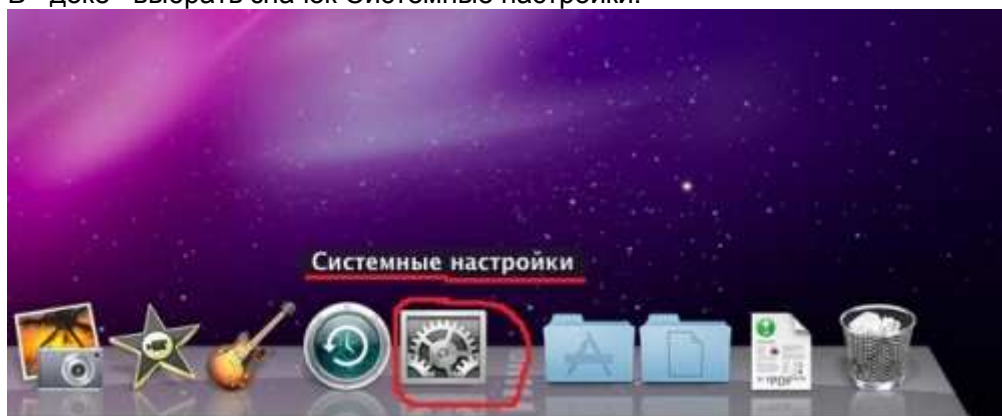 В "доке" выбрать значок Системные настройки.
Системные настройки
PDF